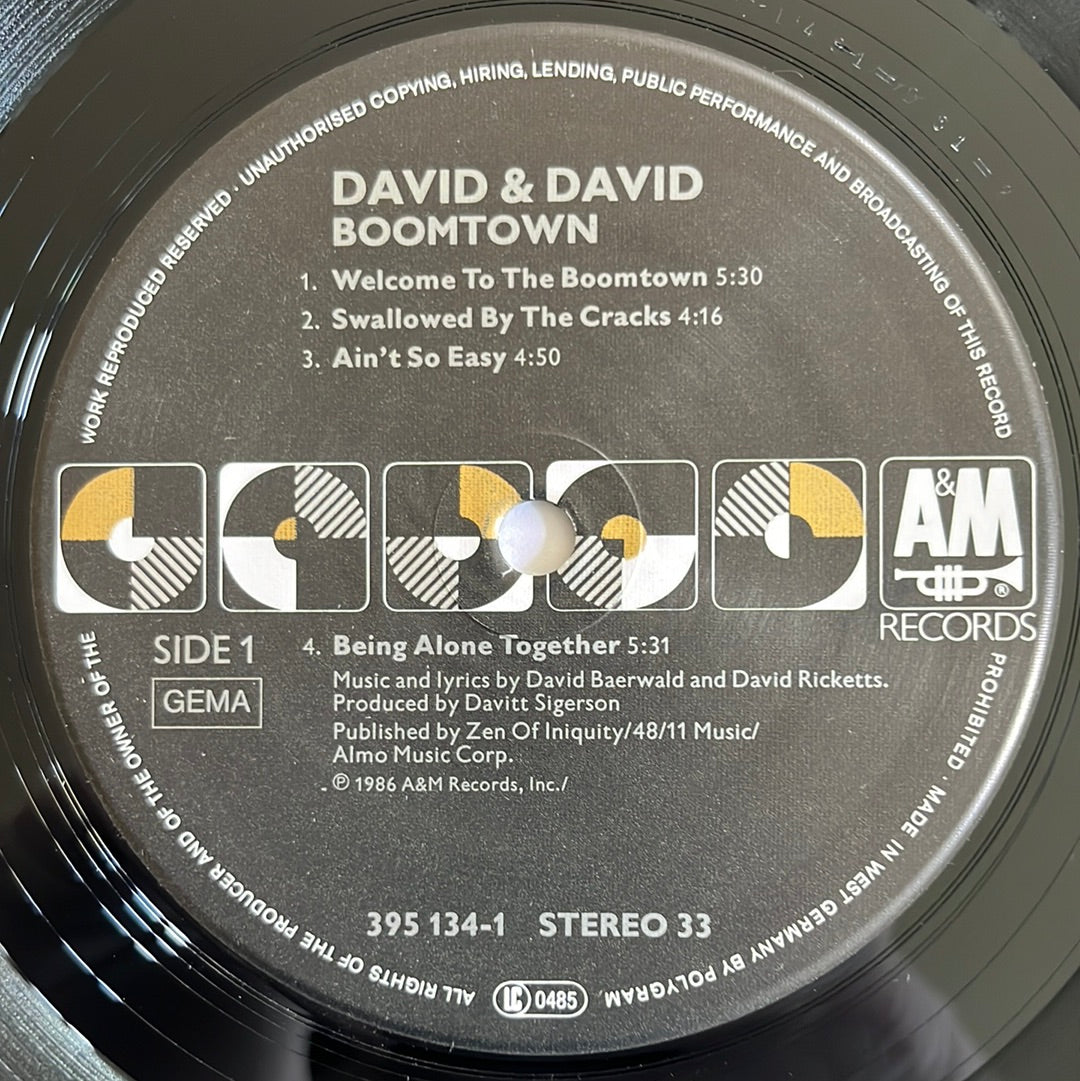 WORK REPRODUCED RESERVED · UNAUTHORISED COPYING, HIRING, LENDING, PUBLIC PERFORMANCE AND BROADCASTING OF THIS RECORD
DAVID & DAVID
BOOMTOWN
1. Welcome To The Boomtown 5:30
2. Swallowed By The Cracks 4:16
3. Ain't So Easy 4:50
A&M
®
RECORDS
SIDE 1
GEMA
4. Being Alone Together 5:31
Music and lyrics by David Baerwald and David Ricketts.
Produced by Davitt Sigerson
Published by Zen Of Iniquity/48/11 Music/
Almo Music Corp.
℗ 1986 A&M Records, Inc./
395 134-1 STEREO 33
PROHIBITED · MADE IN WEST GERMANY BY POLYGRAM
LC 0485
ALL RIGHTS OF THE PRODUCER AND OF THE OWNER OF THE